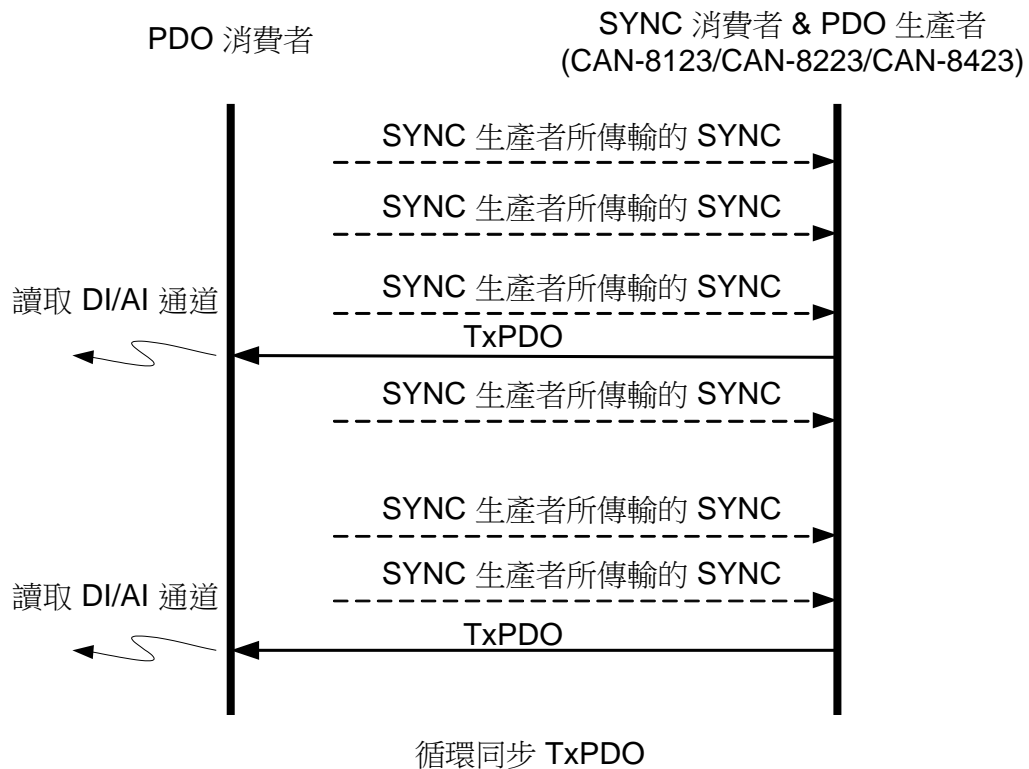 PDO 消費者
SYNC 消費者 & PDO 生產者
(CAN-8123/CAN-8223/CAN-8423)
SYNC 生產者所傳輸的 SYNC
SYNC 生產者所傳輸的 SYNC
SYNC 生產者所傳輸的 SYNC
讀取 DI/AI 通道
TxPDO
SYNC 生產者所傳輸的 SYNC
SYNC 生產者所傳輸的 SYNC
SYNC 生產者所傳輸的 SYNC
讀取 DI/AI 通道
TxPDO
循環同步 TxPDO